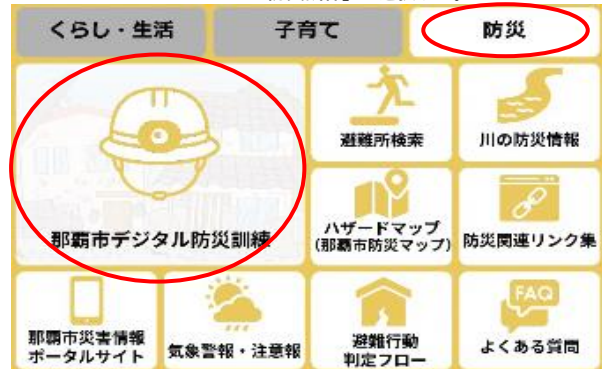 くらし・生活
子育て
防災
避難所検索
川の防災情報
那覇市デジタル防災訓練
ハザードマップ
(那覇市防災マップ)
防災関連リンク集
那覇市災害情報
ポータルサイト
気象警報・注意報
避難行動
判定フロー
FAQ
よくある質問